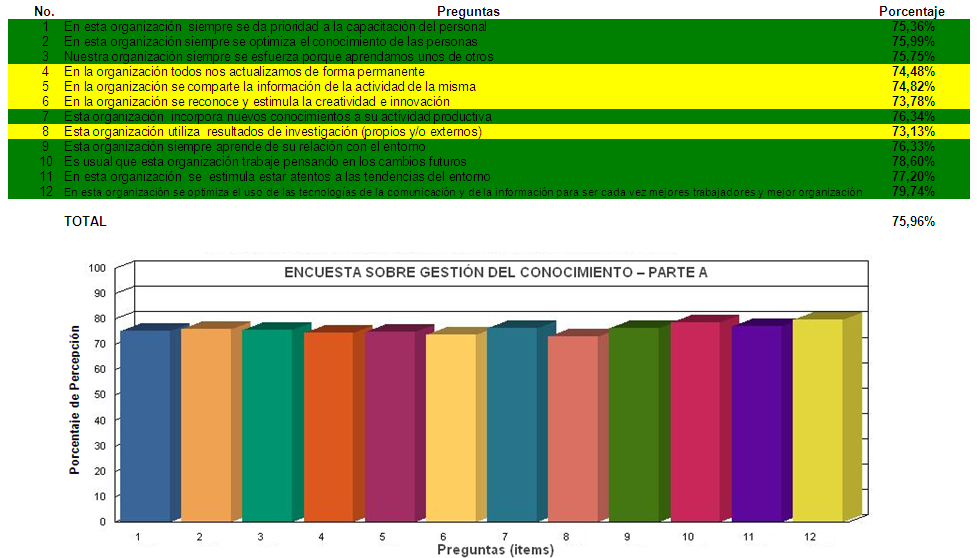 No. Preguntas Porcentaje
1 En esta organización siempre se da prioridad a la capacitación del personal 75,36%
2 En esta organización siempre se optimiza el conocimiento de las personas 75,99%
3 Nuestra organización siempre se esfuerza porque aprendamos unos de otros 75,75%
4 En la organización todos nos actualizamos de forma permanente 74,48%
5 En la organización se comparte la información de la actividad de la misma 74,82%
6 En la organización se reconoce y estimula la creatividad e innovación 73,78%
7 Esta organización incorpora nuevos conocimientos a su actividad productiva 76,34%
8 Esta organización utiliza resultados de investigación (propios y/o externos) 73,13%
9 Esta organización siempre aprende de su relación con el entorno 76,33%
10 Es usual que esta organización trabaje pensando en los cambios futuros 78,60%
11 En esta organización se estimula estar atentos a las tendencias del entorno 77,20%
12 En esta organización se optimiza el uso de las tecnologías de la comunicación y de la información para ser cada vez mejores trabajadores y mejor organización 79,74%
TOTAL 75,96%
ENCUESTA SOBRE GESTIÓN DEL CONOCIMIENTO – PARTE A
Porcentaje de Percepción
100
90
80
70
60
50
40
30
20
10
0
1 2 3 4 5 6 7 8 9 10 11 12
Preguntas (items)